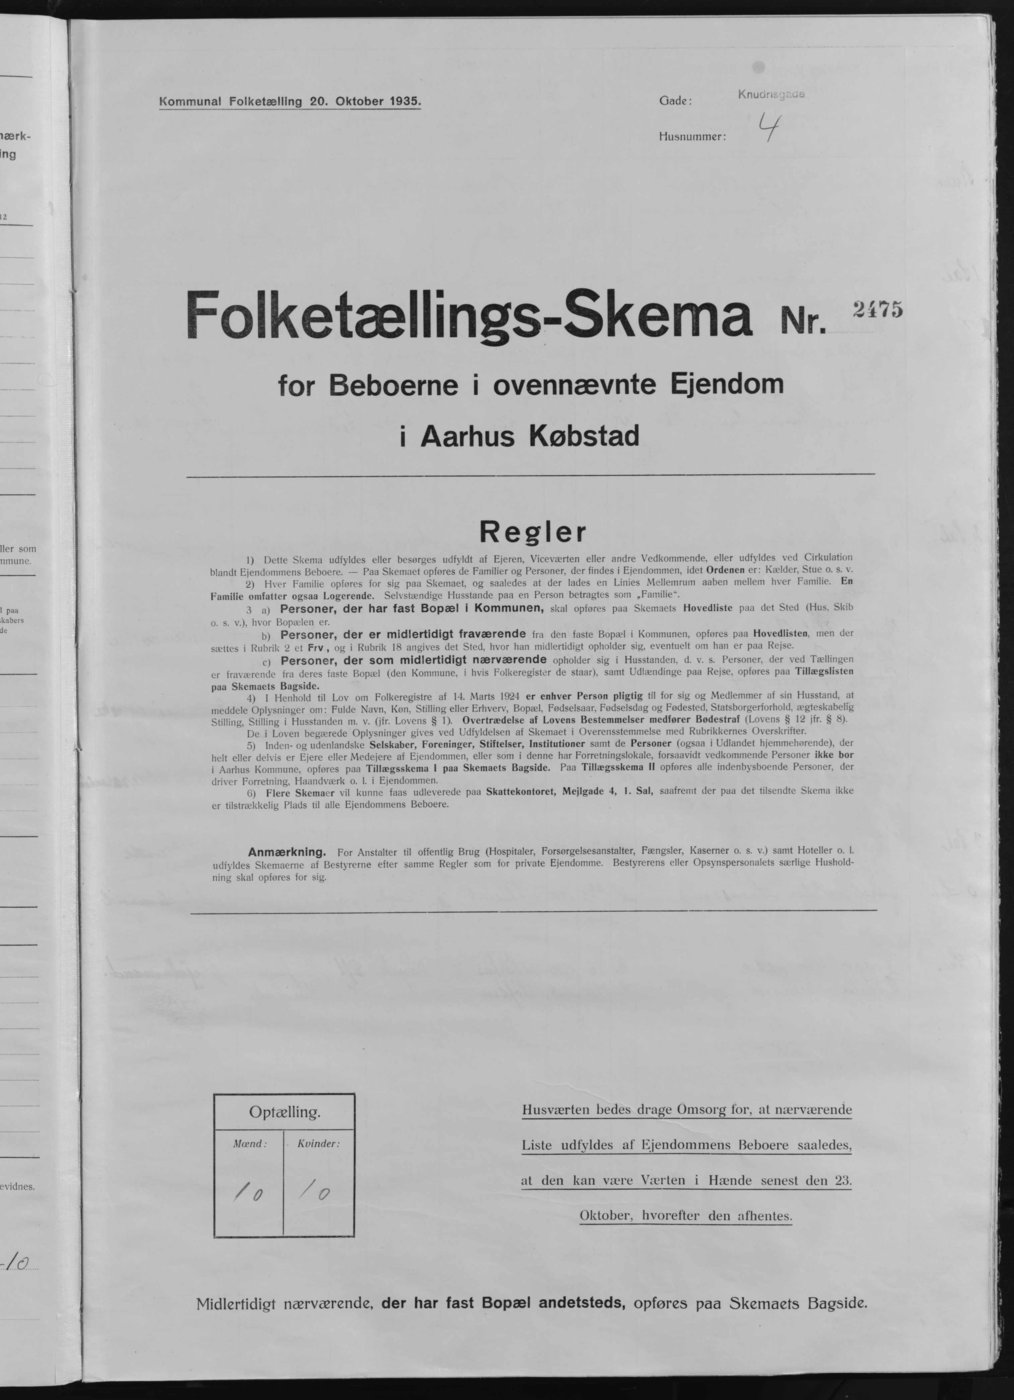 Kommunal Folketælling 20. Oktober 1935.
Gade: Knudrisgade
Husnummer: 4
Folketællings-Skema Nr. 2475
for Beboerne i ovennævnte Ejendom
i Aarhus Købstad
Regler
1) Dette Skema udfyldes eller besørges udfyldt af Ejeren, Viceværten eller andre Vedkommende, eller udfyldes ved Cirkulation
blandt Ejendommens Beboere. — Paa Skemaet opføres de Familier og Personer, der findes i Ejendommen, idet Ordenen er: Kælder, Stue o. s. v.
2) Hver Familie opføres for sig paa Skemaet, og saaledes at der lades en Linies Mellemrum aaben mellem hver Familie. En
Familie omfatter ogsaa Logerende. Selvstændige Husstande paa en Person betragtes som „Familie“.
3 a) Personer, der har fast Bopæl i Kommunen, skal opføres paa Skemaets Hovedliste paa det Sted (Hus, Skib
o. s. v.), hvor Bopælen er.
b) Personer, der er midlertidigt fraværende fra den faste Bopæl i Kommunen, opføres paa Hovedlisten, men der
sættes i Rubrik 2 et Frv, og i Rubrik 18 angives det Sted, hvor han midlertidigt opholder sig, eventuelt om han er paa Rejse.
c) Personer, der som midlertidigt nærværende opholder sig i Husstanden, d. v. s. Personer, der ved Tællingen
er fraværende fra deres faste Bopæl (den Kommune, i hvis Folkeregister de staar), samt Udlændinge paa Rejse, opføres paa Tillægslisten
paa Skemaets Bagside.
4) I Henhold til Lov om Folkeregistre af 14. Marts 1924 er enhver Person pligtig til for sig og Medlemmer af sin Husstand, at
meddele Oplysninger om: Fulde Navn, Køn, Stilling eller Erhverv, Bopæl, Fødselsaar, Fødselsdag og Fødested, Statsborgerforhold, ægteskabelig
Stilling, Stilling i Husstanden m. v. (jfr. Lovens § 1). Overtrædelse af Lovens Bestemmelser medfører Bødestraf (Lovens § 12 jfr. § 8).
De i Loven begærede Oplysninger gives ved Udfyldelsen af Skemaet i Overensstemmelse med Rubrikkernes Overskrifter.
5) Inden- og udenlandske Selskaber, Foreninger, Stiftelser, Institutioner samt de Personer (ogsaa i Udlandet hjemmehørende), der
helt eller delvis er Ejere eller Medejere af Ejendommen, eller som i denne har Forretningslokale, forsaavidt vedkommende Personer ikke bor
i Aarhus Kommune, opføres paa Tillægsskema I paa Skemaets Bagside. Paa Tillægsskema II opføres alle indenbysboende Personer, der
driver Forretning, Haandværk o. l. i Ejendommen.
6) Flere Skemaer vil kunne faas udleverede paa Skattekontoret, Mejlgade 4, 1. Sal, saafremt der paa det tilsendte Skema ikke
er tilstrækkelig Plads til alle Ejendommens Beboere.
Anmærkning. For Anstalter til offentlig Brug (Hospitaler, Forsørgelsesanstalter, Fængsler, Kaserner o. s. v.) samt Hoteller o. l.
udfyldes Skemaerne af Bestyrerne efter samme Regler som for private Ejendomme. Bestyrerens eller Opsynspersonalets særlige Hushold-
ning skal opføres for sig.
Optælling.
Mænd: Kvinder:
10 10
Husværten bedes drage Omsorg for, at nærværende
Liste udfyldes af Ejendommens Beboere saaledes,
at den kan være Værten i Hænde senest den 23.
Oktober, hvorefter den afhentes.
Midlertidigt nærværende, der har fast Bopæl andetsteds, opføres paa Skemaets Bagside.
ærk-
ing
12
ller som
mmune.
l paa
skabers
de
evidnes.
-10